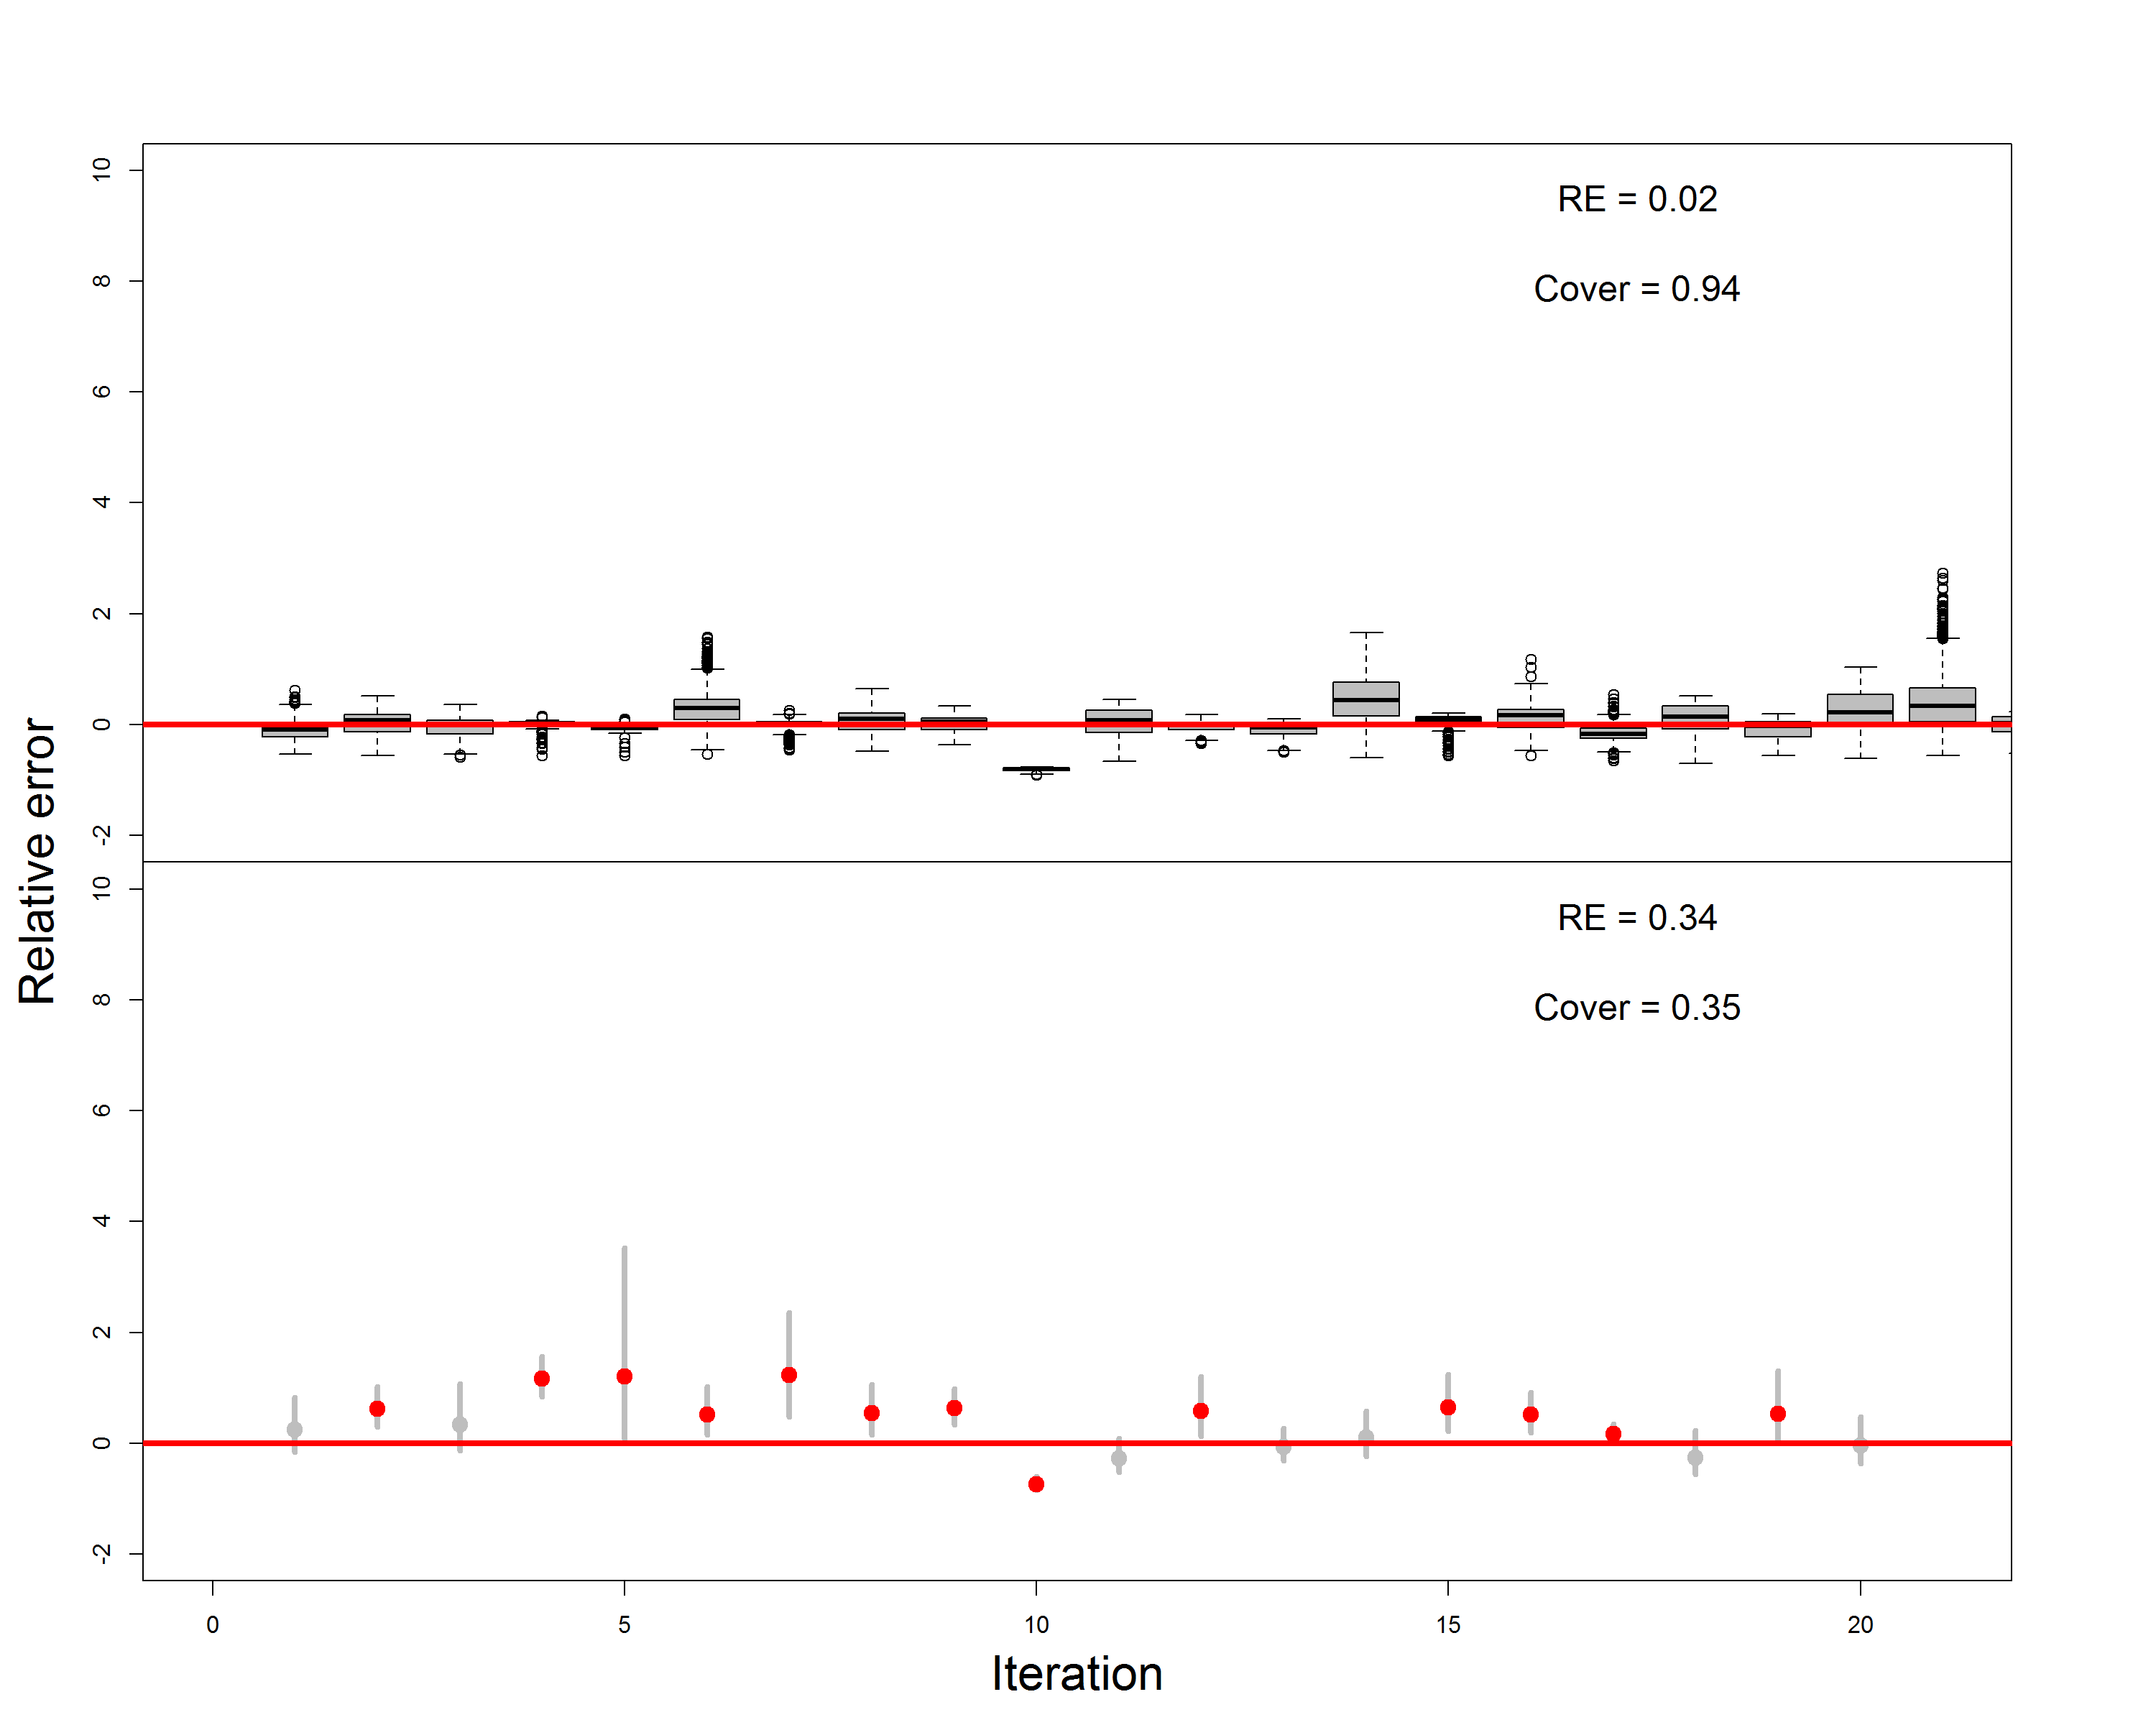 10
RE = 0.02
8
Cover = 0.94
6
4
2
0
-2
Relative error
10
RE = 0.34
8
Cover = 0.35
6
4
2
0
-2
0 5 10 15 20
Iteration